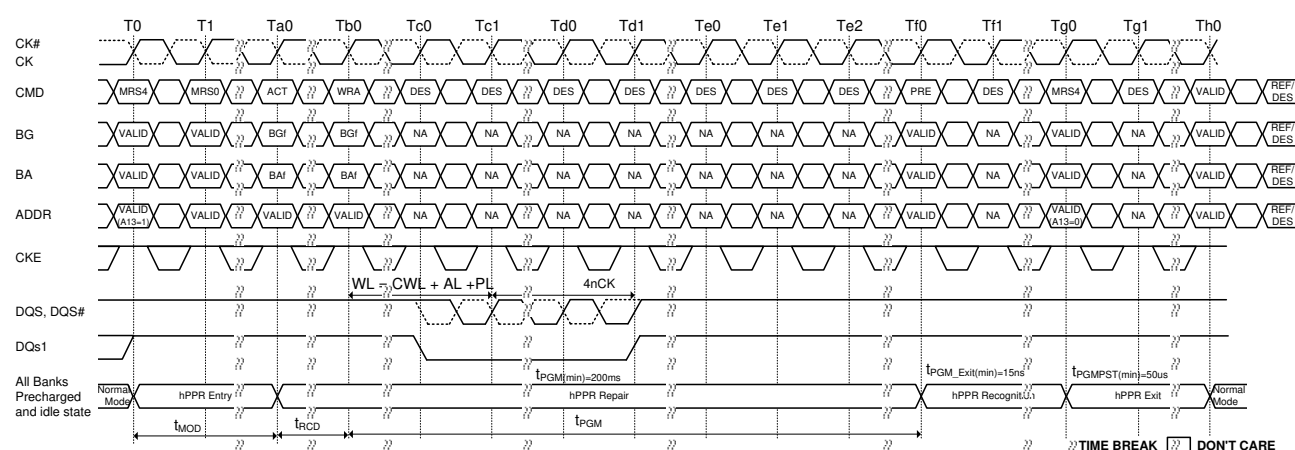 T0 T1 Ta0 Tb0 Tc0 Tc1 Td0 Td1 Te0 Te1 Te2 Tf0 Tf1 Tg0 Tg1 Th0
CK#
CK
CMD MRS4 MRS0 ACT WRA DES DES DES DES DES DES DES PRE DES MRS4 DES VALID REF/ DES
BG VALID VALID BGf BGf NA NA NA NA NA NA NA VALID NA VALID NA VALID REF/ DES
BA VALID VALID BAf BAf NA NA NA NA NA NA NA VALID NA VALID NA VALID REF/ DES
ADDR VALID (A13=1) VALID VALID VALID NA NA NA NA NA NA NA VALID NA VALID (A13=0) NA VALID REF/ DES
CKE
WL = CWL + AL +PL 4nCK
DQS, DQS#
DQs1
tPGM(min)=200ms tPGM_Exit(min)=15ns tPGMPST(min)=50us
All Banks
Precharged
and idle state
Normal Mode hPPR Entry hPPR Repair hPPR Recognition hPPR Exit Normal Mode
tMOD tRCD tPGM
TIME BREAK DON'T CARE